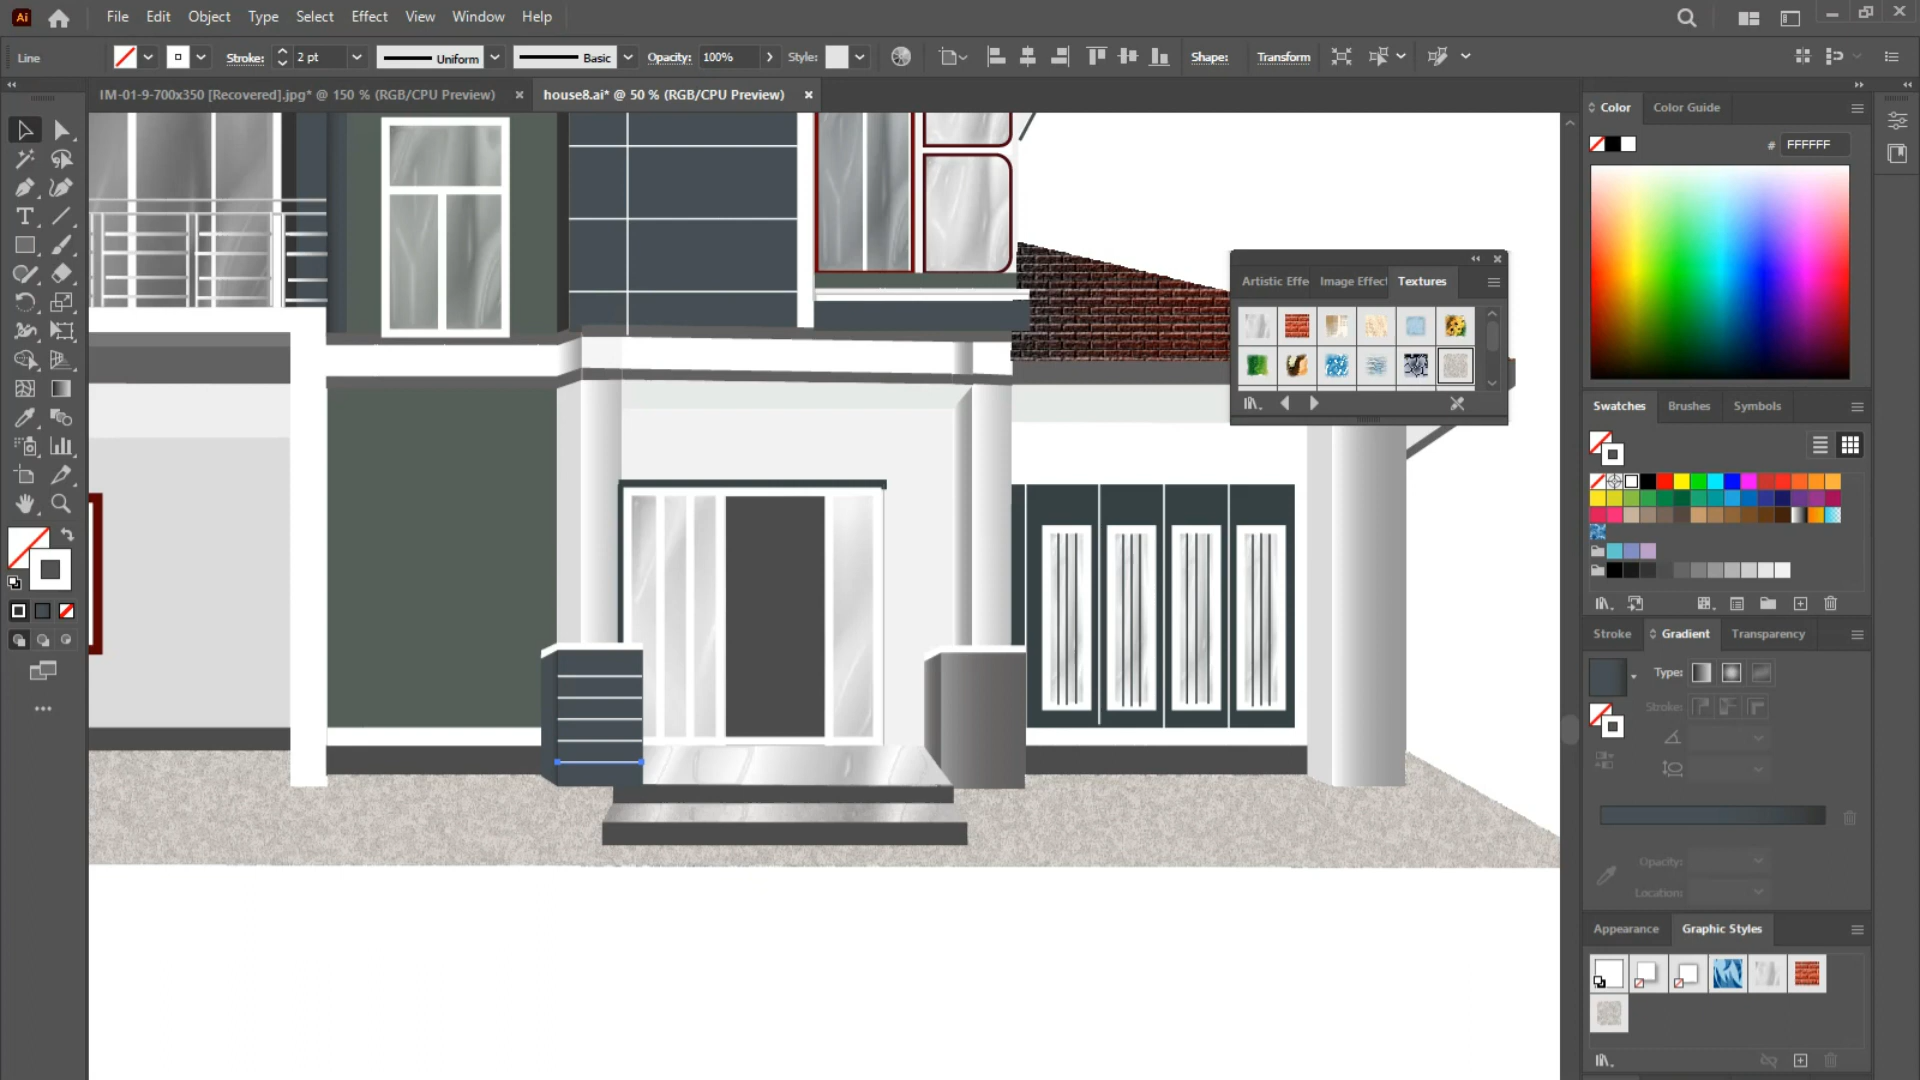 Ai
File Edit Object Type Select Effect View Window Help
Line
Stroke: 2 pt Uniform Basic Opacity: 100% Style: Shape: Transform
IM-01-9-700x350 [Recovered].jpg* @ 150 % (RGB/CPU Preview) house8.ai* @ 50 % (RGB/CPU Preview)
Color Color Guide
# FFFFFF
Artistic Effe Image Effect Textures
Swatches Brushes Symbols
Stroke Gradient Transparency
Type:
Stroke:
Opacity:
Location:
Appearance Graphic Styles